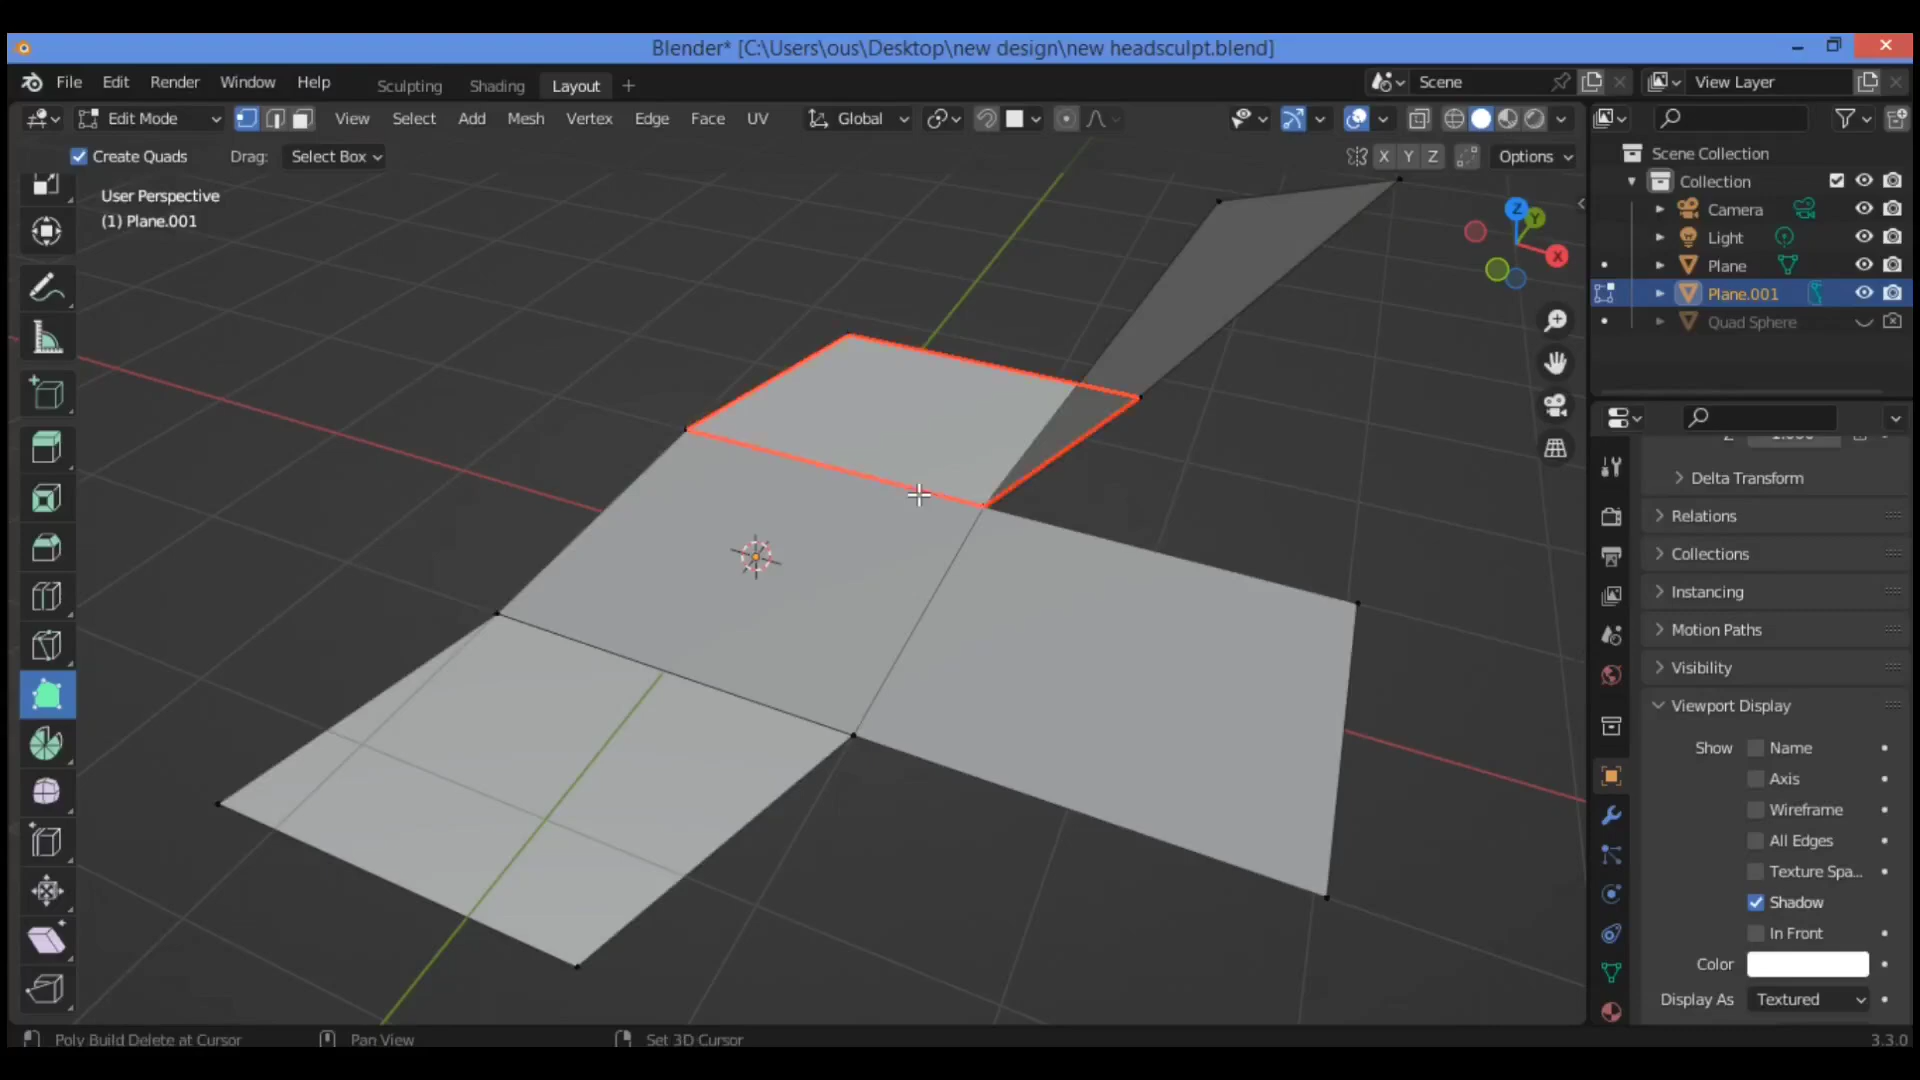 Blender* [C:\Users\ous\Desktop\new design\new headsculpt.blend]
File Edit Render Window Help Sculpting Shading Layout + Scene View Layer
Edit Mode View Select Add Mesh Vertex Edge Face UV Global
Create Quads Drag: Select Box X Y Z Options
User Perspective
(1) Plane.001
Z Y X
Scene Collection
Collection
Camera
Light
Plane
Plane.001
Quad Sphere
Delta Transform
Relations
Collections
Instancing
Motion Paths
Visibility
Viewport Display
Show Name
Axis
Wireframe
All Edges
Texture Spa...
Shadow
In Front
Color
Display As Textured
Poly Build Delete at Cursor Pan View Set 3D Cursor 3.3.0